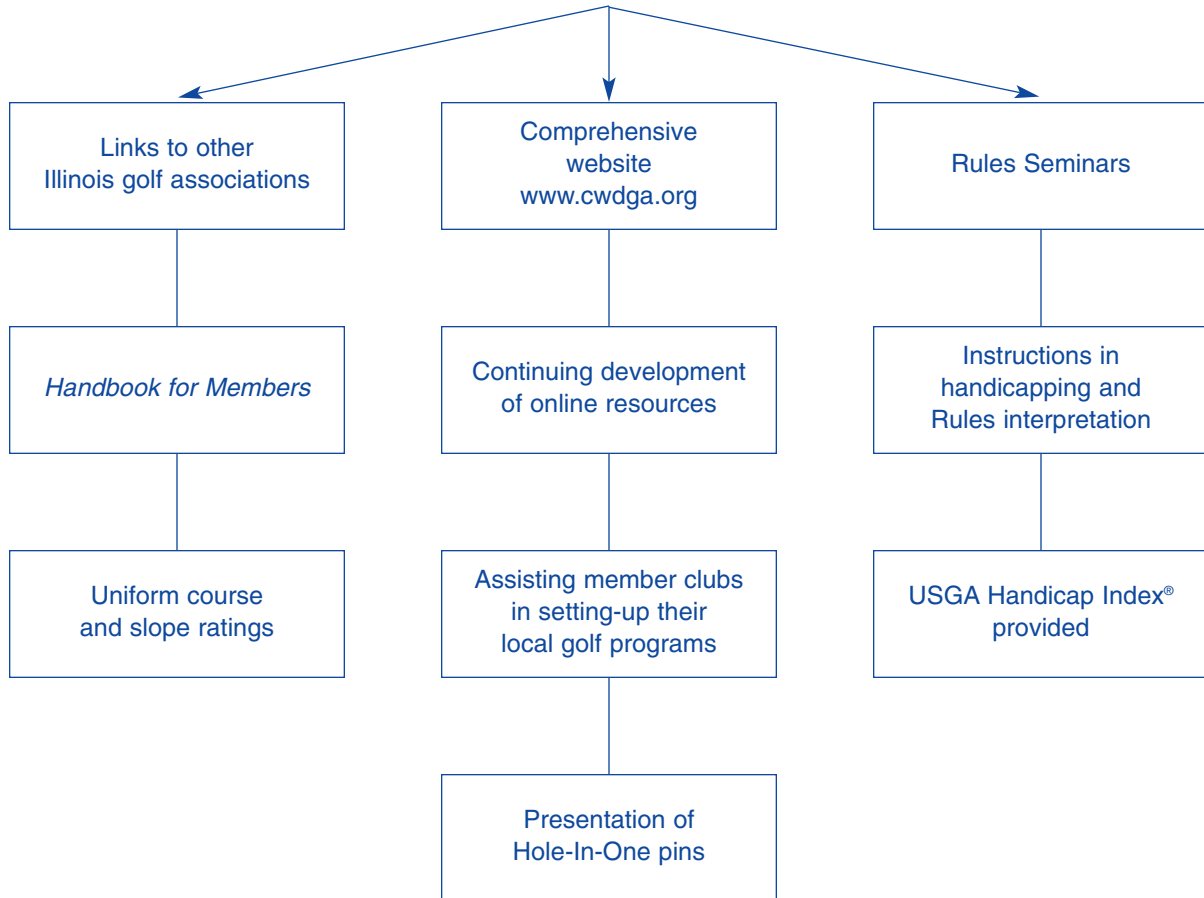 Links to other
Illinois golf associations
Comprehensive
website
www.cwdga.org
Rules Seminars
Handbook for Members
Continuing development
of online resources
Instructions in
handicapping and
Rules interpretation
Uniform course
and slope ratings
Assisting member clubs
in setting-up their
local golf programs
USGA Handicap Index®
provided
Presentation of
Hole-In-One pins